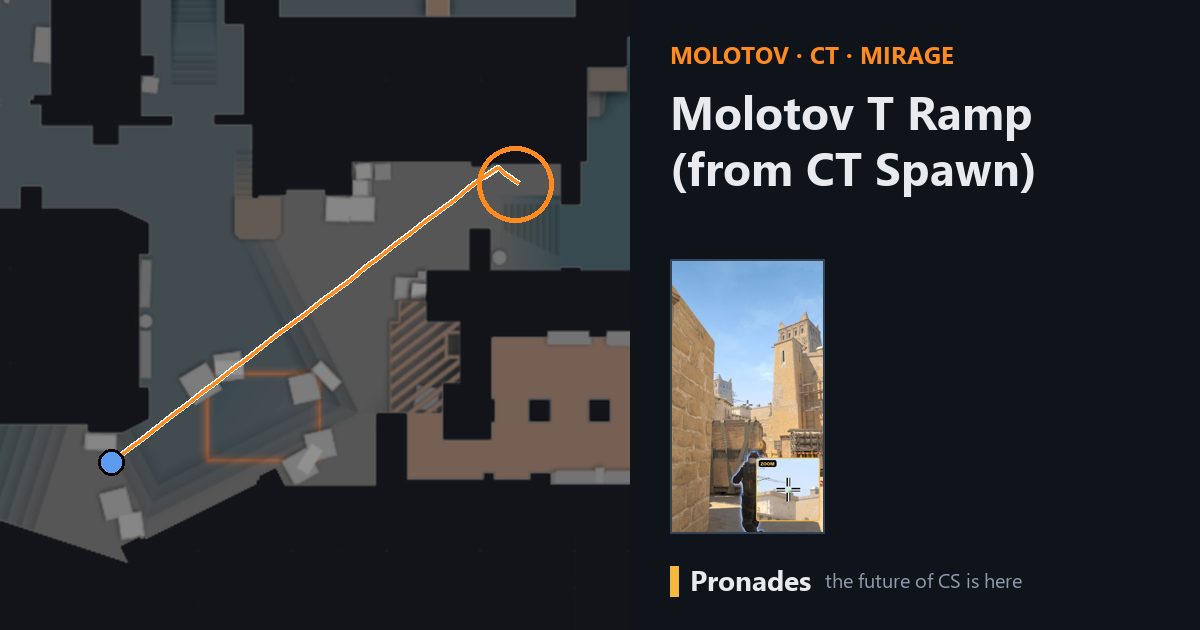 MOLOTOV · CT · MIRAGE
Molotov T Ramp
(from CT Spawn)
ZOOM
Pronades the future of CS is here